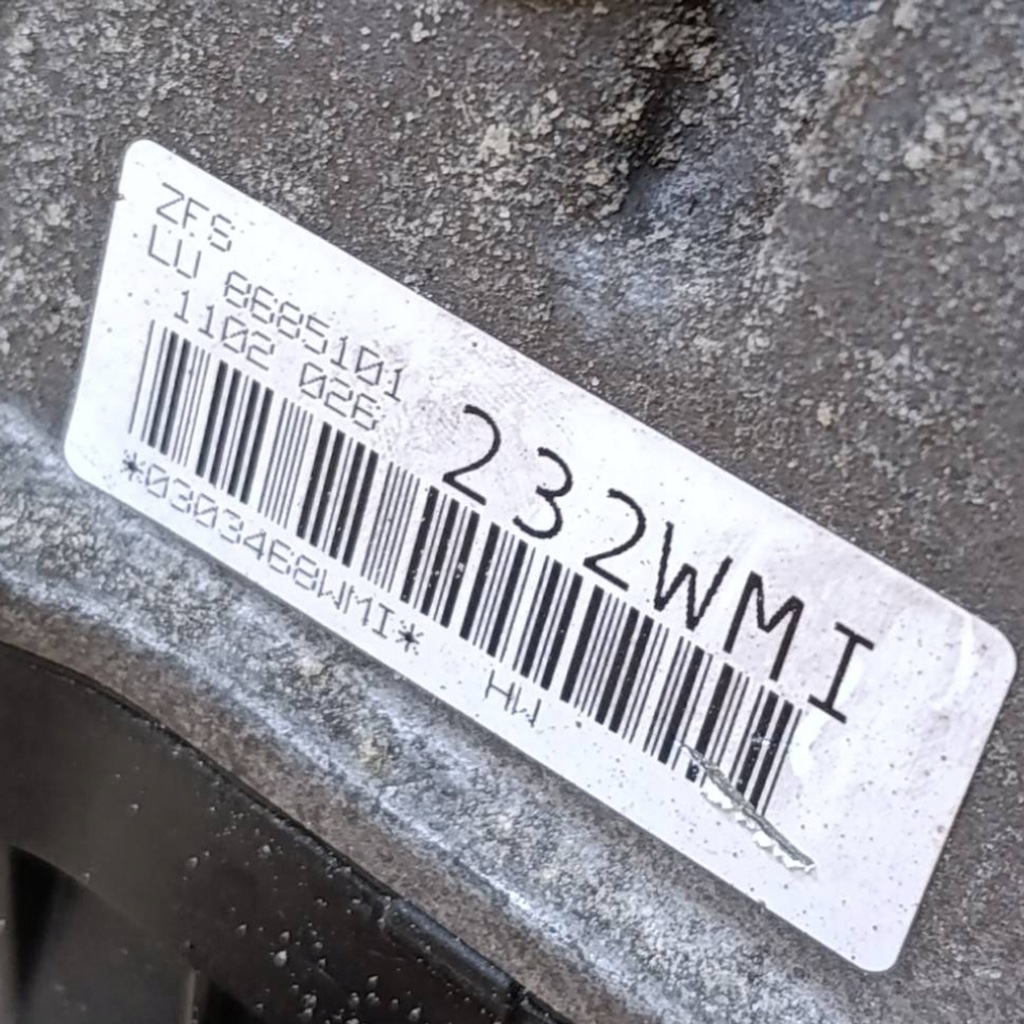 ZFS
LU 8685101
1102 026
232WMI
*0303468WMI*
HW